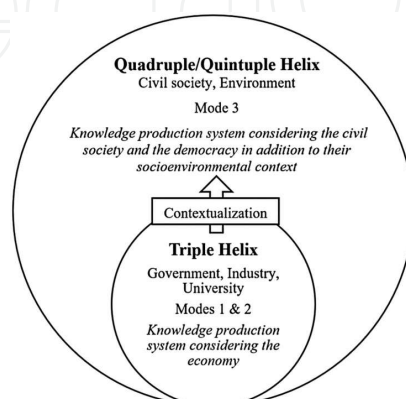 Quadruple/Quintuple Helix
Civil society, Environment
Mode 3
Knowledge production system considering the civil
society and the democracy in addition to their
socioenvironmental context
Contextualization
Triple Helix
Government, Industry,
University
Modes 1 & 2
Knowledge production
system considering the
economy